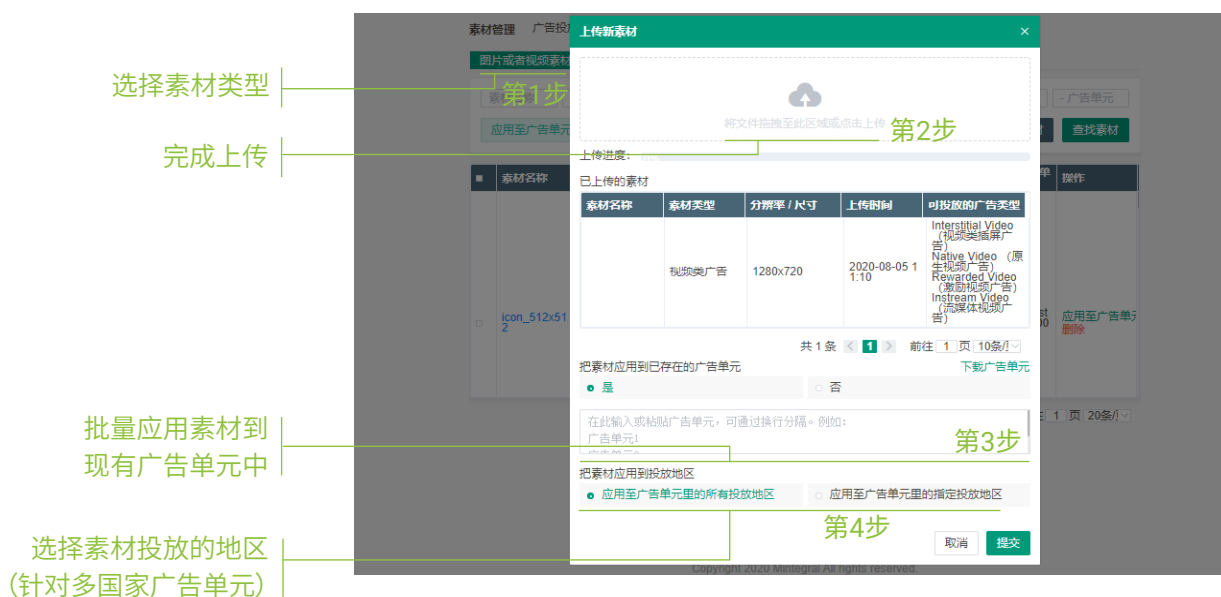 素材管理 广告投
上传新素材 ×
图片或者视频素材
选择素材类型
第1步
- 广告单元
将文件拖拽至此区域或点击上传
第2步
应用至广告单元
查找素材
完成上传
上传进度：
已上传的素材
素材名称 操作
素材名称 素材类型 分辨率 / 尺寸 上传时间 可投放的广告类型
视频类广告 1280x720 2020-08-05 1
1:10
Interstitial Video
（视频类插屏广
告）
Native Video （原
生视频广告）
Rewarded Video
（激励视频广告）
Instream Video
（流媒体视频广
告）
icon_512x51
2
应用至广告单元
删除
共 1 条 < 1 > 前往 1 页 10条/
把素材应用到已存在的广告单元 下载广告单元
是 否
1 页 20条/
在此输入或粘贴广告单元，可通过换行分隔。例如：
广告单元1
第3步
批量应用素材到
现有广告单元中
把素材应用到投放地区
应用至广告单元里的所有投放地区 应用至广告单元里的指定投放地区
第4步
选择素材投放的地区
（针对多国家广告单元）
取消 提交
Copyright 2020 Mintegral All rights reserved.